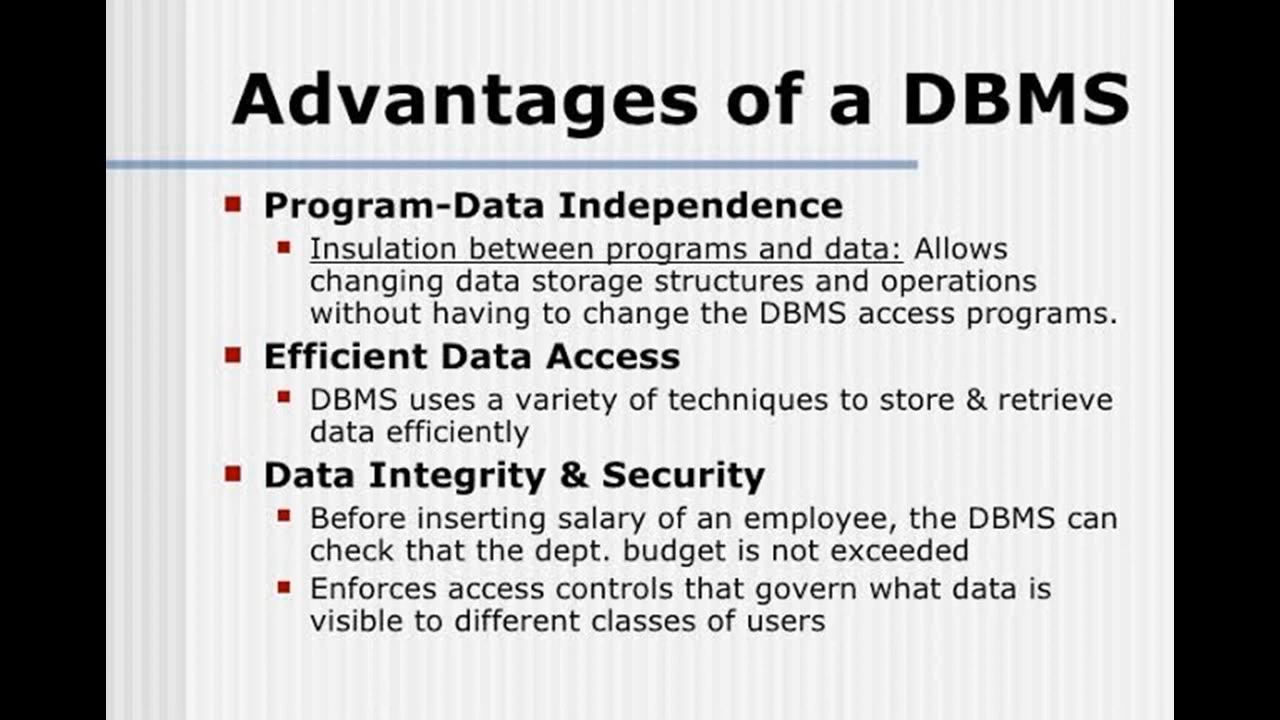 Advantages of a DBMS
Program-Data Independence
Insulation between programs and data: Allows
changing data storage structures and operations
without having to change the DBMS access programs.
Efficient Data Access
DBMS uses a variety of techniques to store & retrieve
data efficiently
Data Integrity & Security
Before inserting salary of an employee, the DBMS can
check that the dept. budget is not exceeded
Enforces access controls that govern what data is
visible to different classes of users